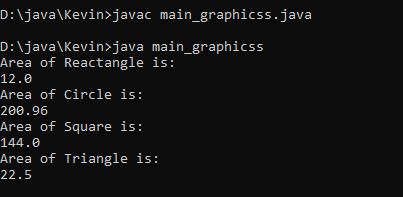 D:\java\Kevin>javac main_graphicss.java
D:\java\Kevin>java main_graphicss
Area of Reactangle is:
12.0
Area of Circle is:
200.96
Area of Square is:
144.0
Area of Triangle is:
22.5